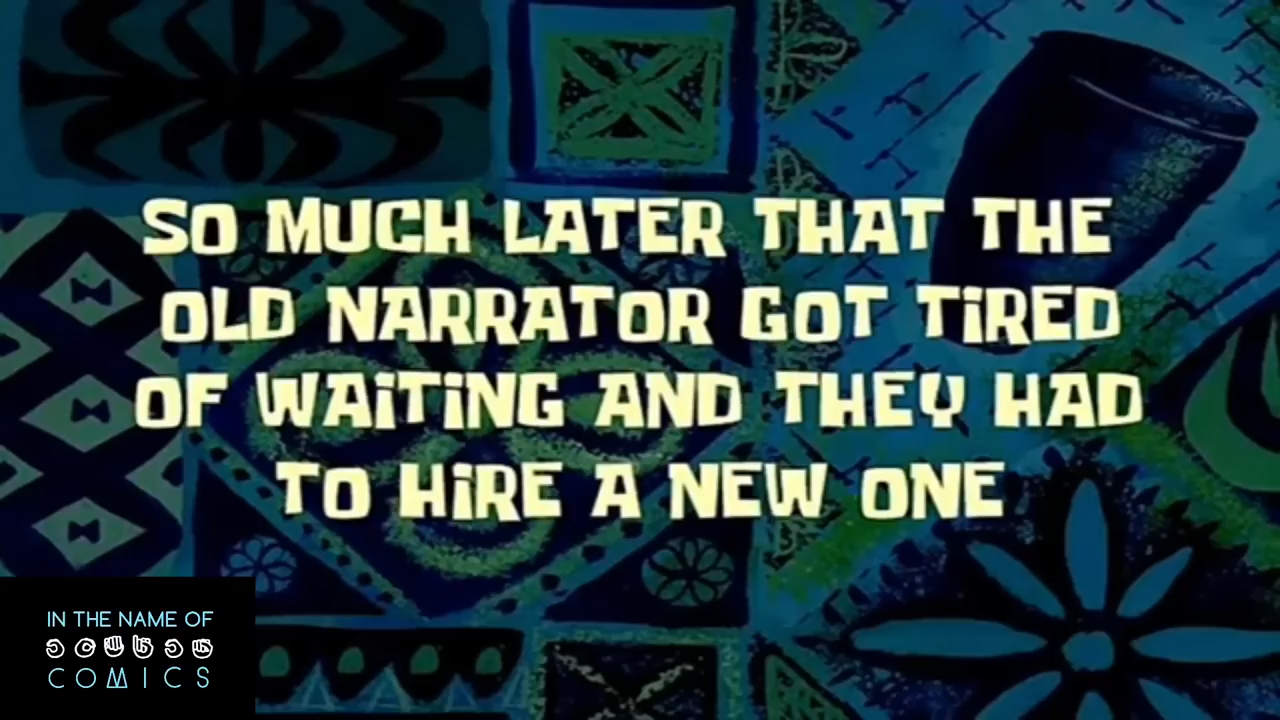 SO MUCH LATER THAT THE
OLD NARRATOR GOT TIRED
OF WAITING AND THEY HAD
TO HIRE A NEW ONE
IN THE NAME OF
COMICS